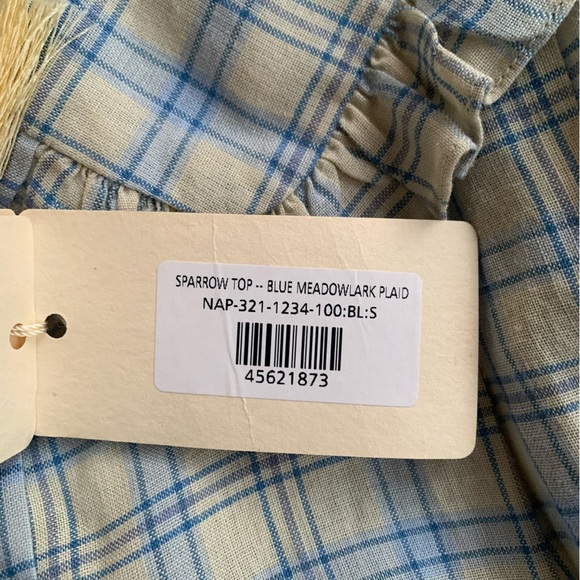 SPARROW TOP -- BLUE MEADOWLARK PLAID
NAP-321-1234-100:BL:S
45621873